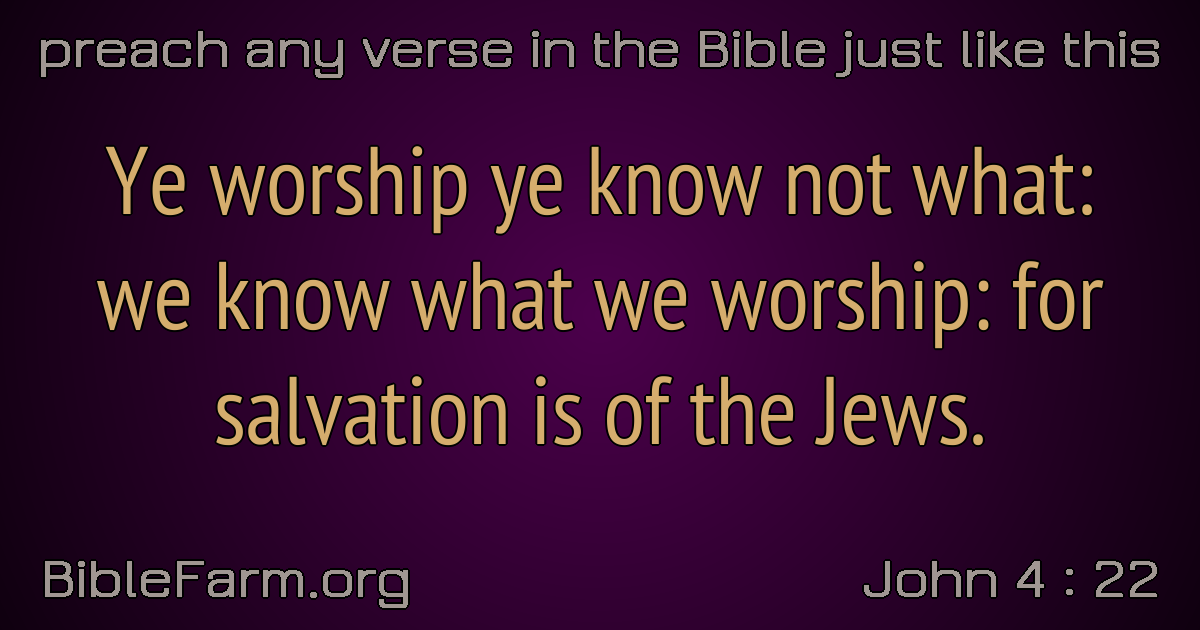 preach any verse in the Bible just like this
Ye worship ye know not what:
we know what we worship: for
salvation is of the Jews.
BibleFarm.org
John 4 : 22